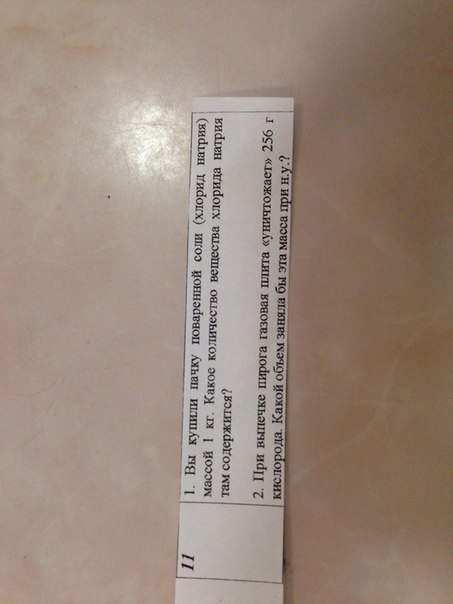 11
1. Вы купили пачку поваренной соли (хлорид натрия)
массой 1 кг. Какое количество вещества хлорида натрия
там содержится?
2. При выпечке пирога газовая плита «уничтожает» 256 г
кислорода. Какой объем заняла бы эта масса при н.у.?